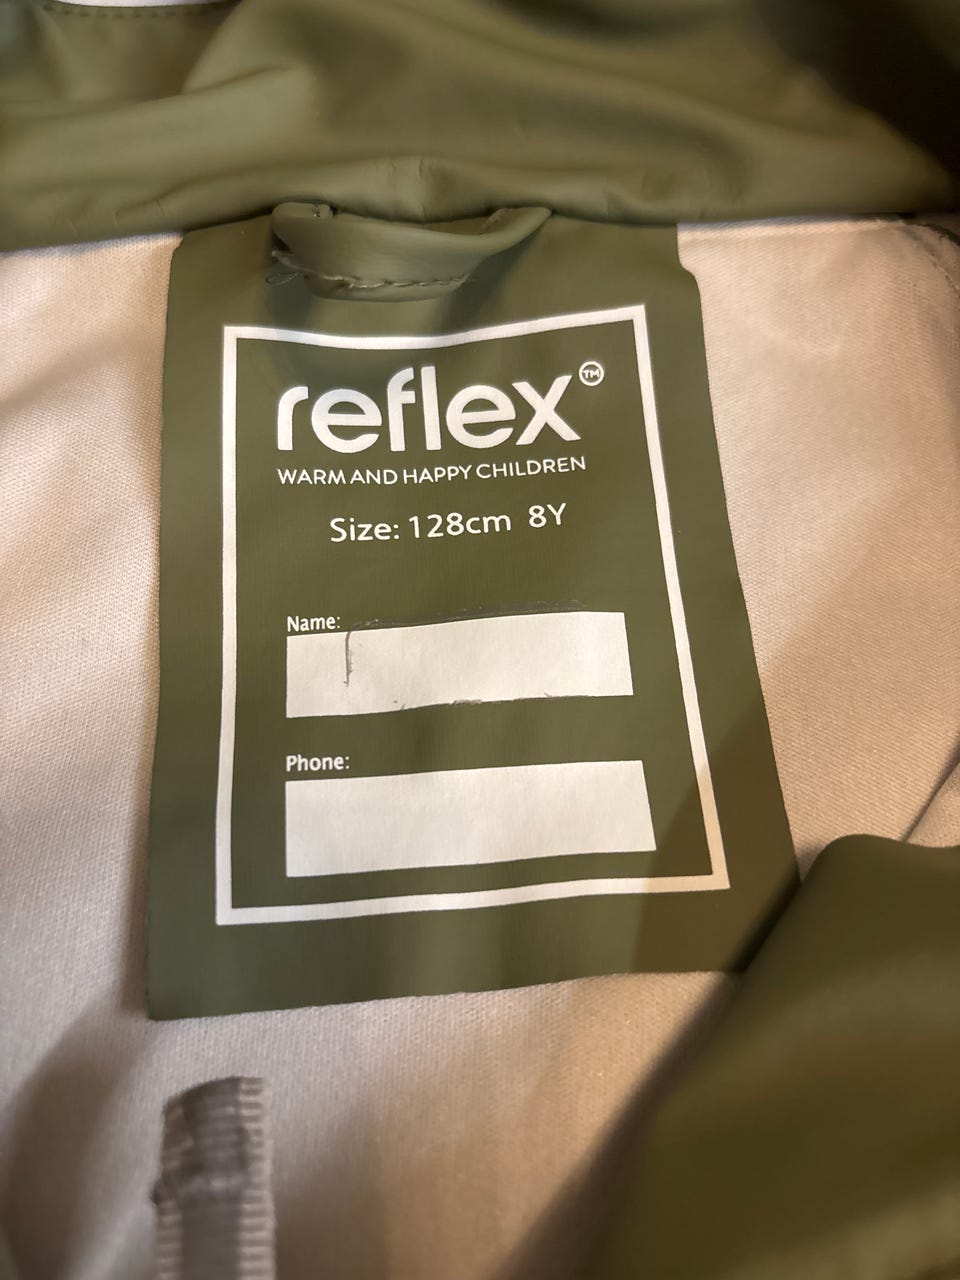 reflex™
WARM AND HAPPY CHILDREN
Size: 128cm 8Y
Name:
Phone: